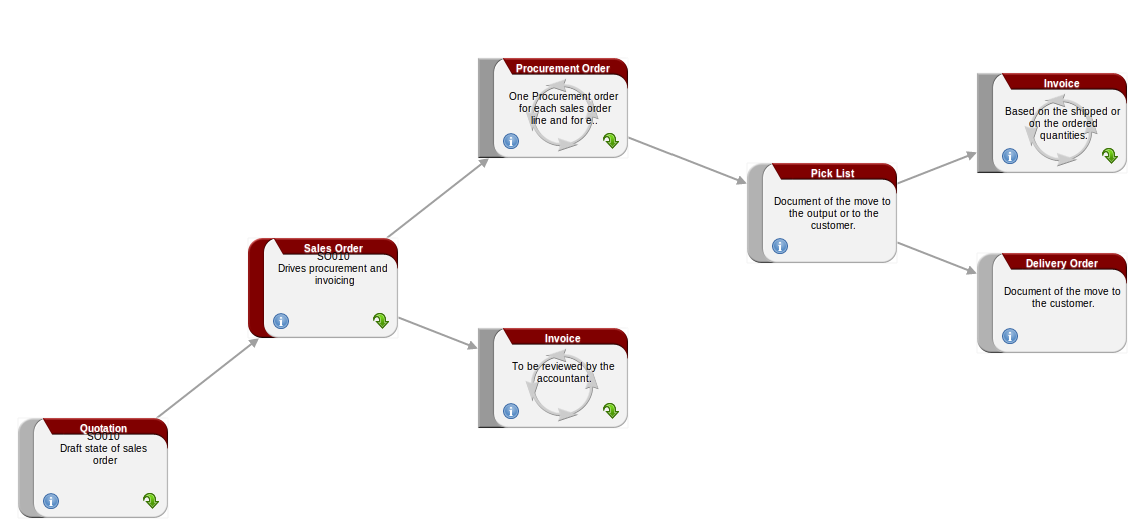 Procurement Order
One Procurement order
for each sales order
line and for e..
Invoice
Based on the shipped or
on the ordered
quantities.
Pick List
Document of the move to
the output or to the
customer.
Sales Order
SO010
Drives procurement and
invoicing
Delivery Order
Document of the move to
the customer.
Invoice
To be reviewed by the
accountant.
Quotation
SO010
Draft state of sales
order